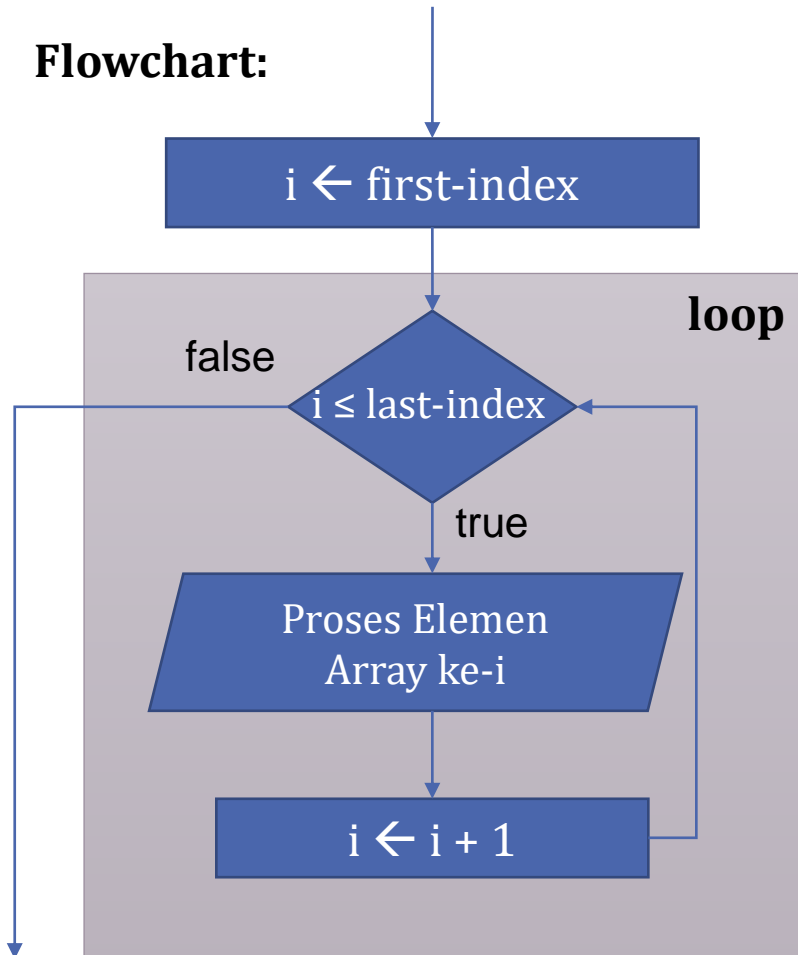 Flowchart:
i ← first-index
loop
false
i ≤ last-index
true
Proses Elemen
Array ke-i
i ← i + 1